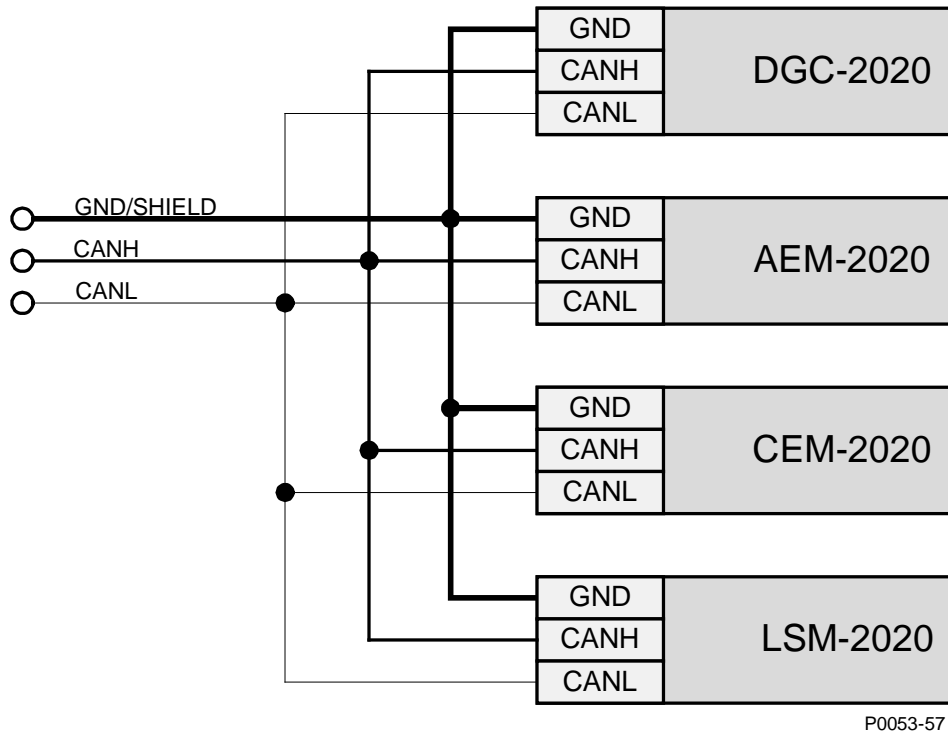 GND
CANH
CANL
DGC-2020
GND/SHIELD
CANH
CANL
GND
CANH
CANL
AEM-2020
GND
CANH
CANL
CEM-2020
GND
CANH
CANL
LSM-2020
P0053-57